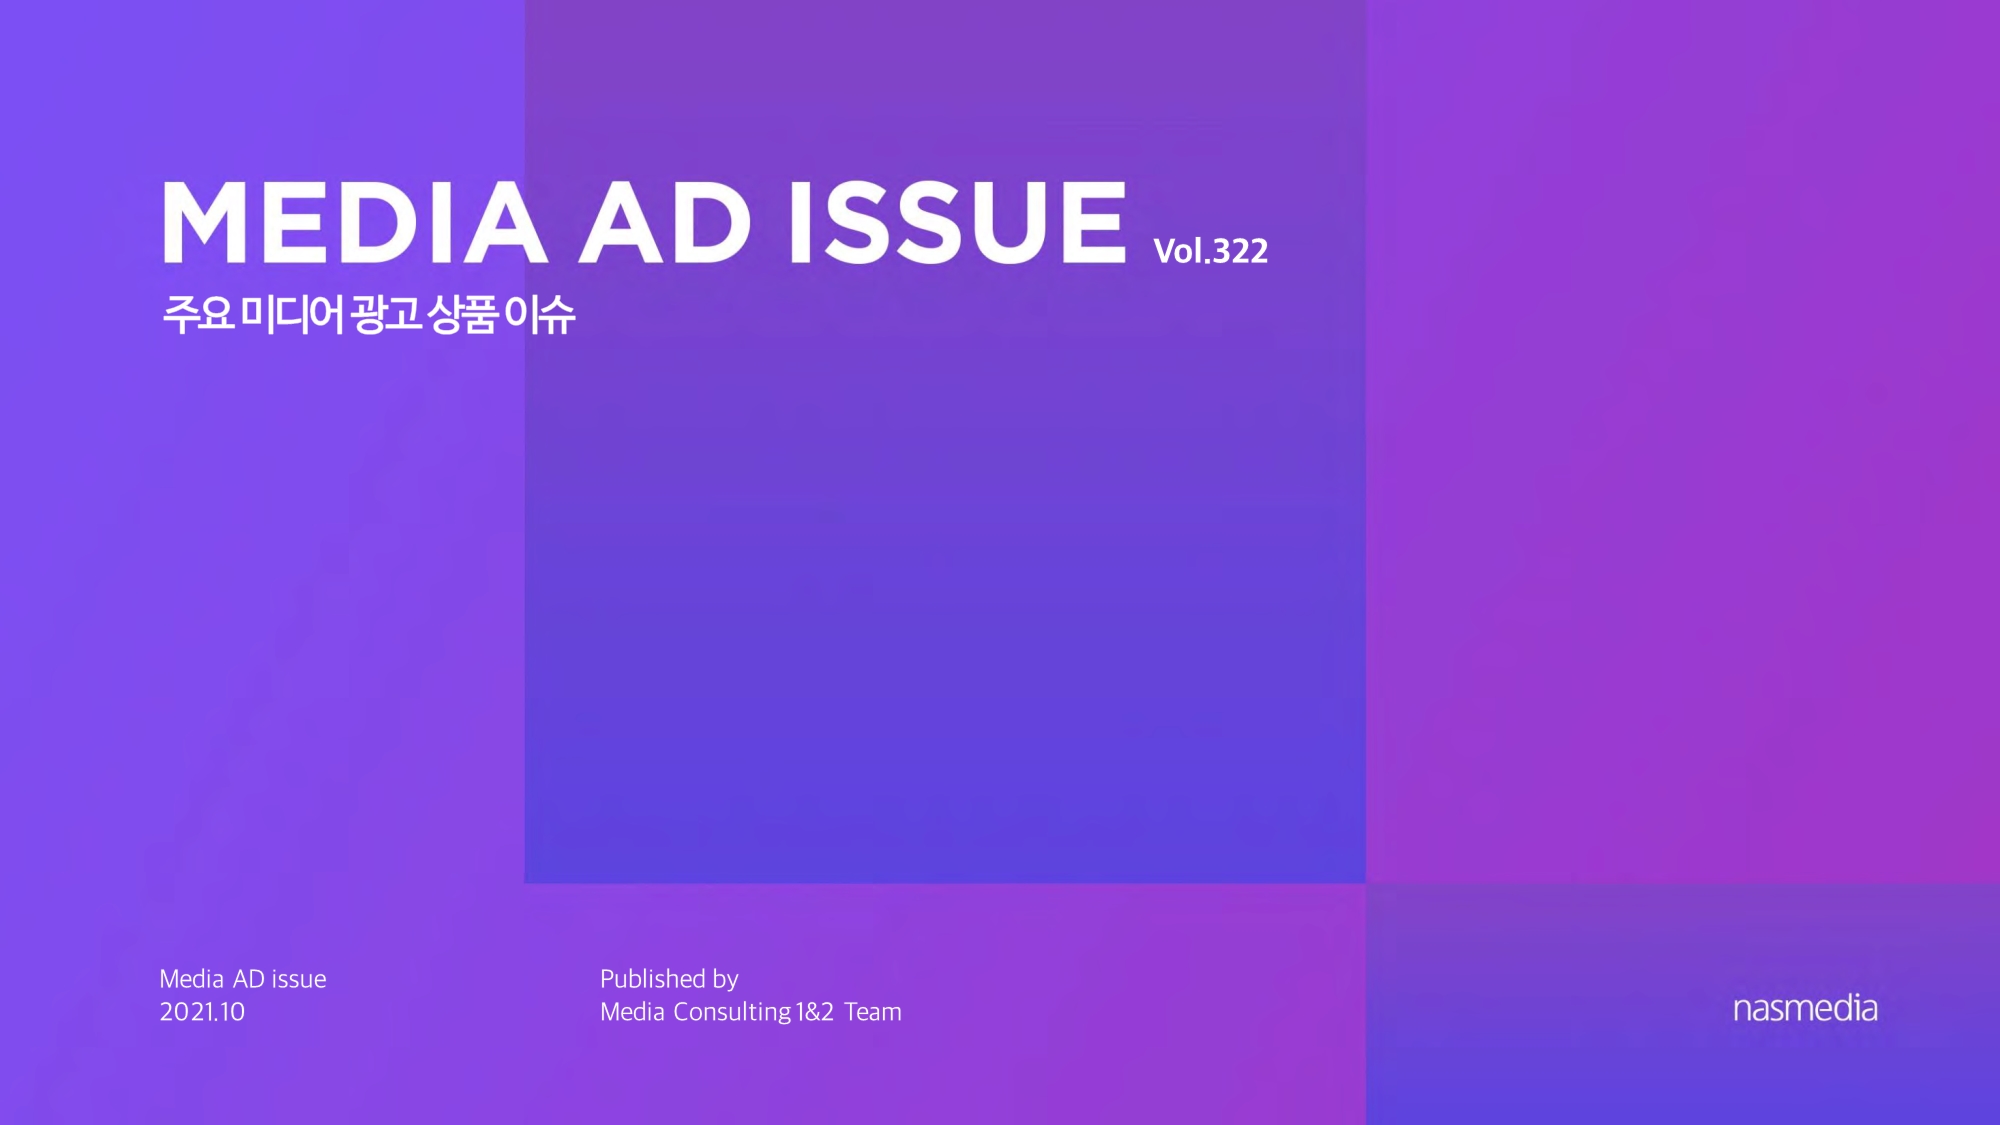 MEDIA AD ISSUE Vol.322
주요 미디어 광고 상품 이슈
Media AD issue
2021.10
Published by
Media Consulting 1&2 Team
nasmedia